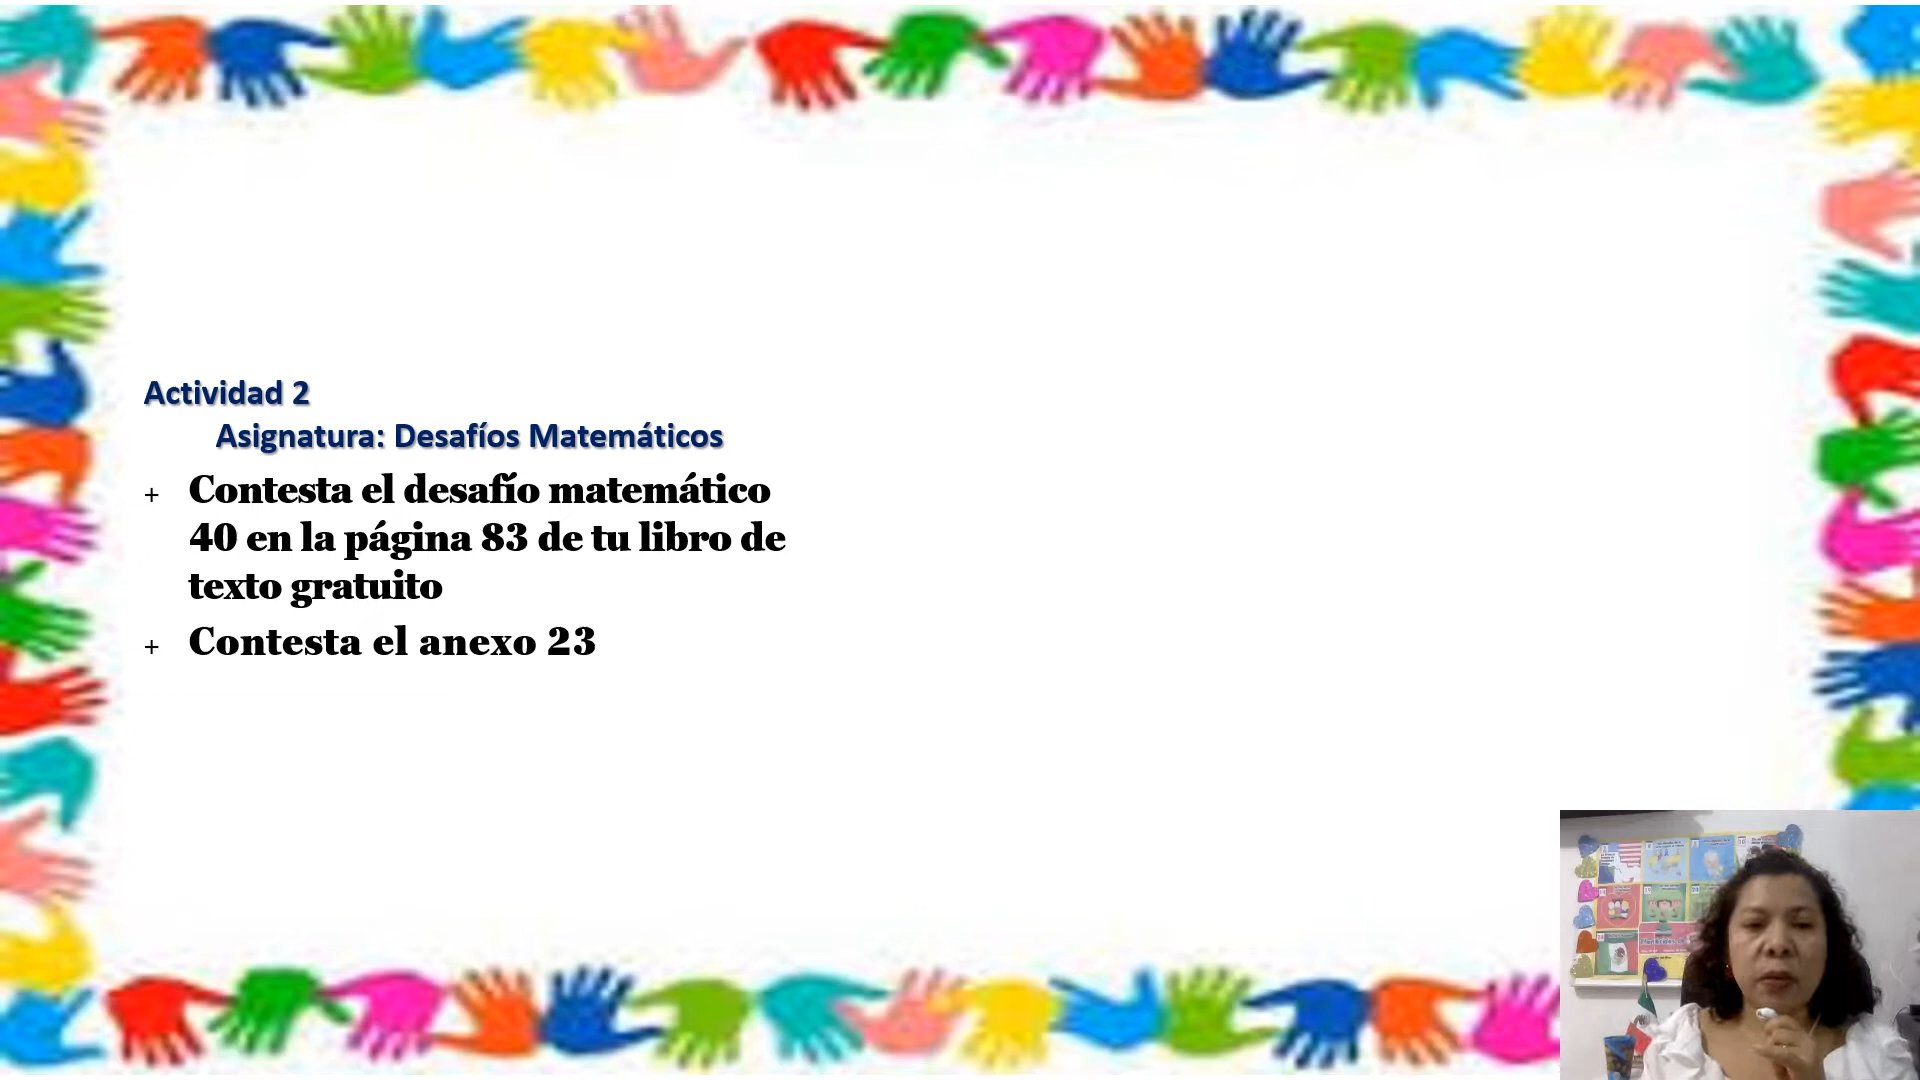 Actividad 2
Asignatura: Desafíos Matemáticos
+ Contesta el desafío matemático
40 en la página 83 de tu libro de
texto gratuito
+ Contesta el anexo 23